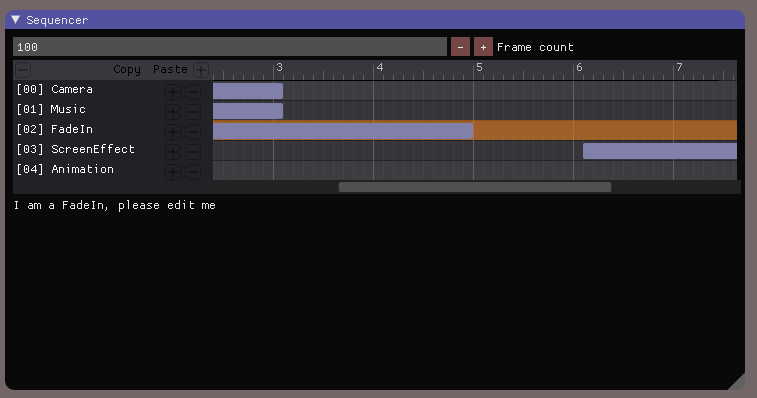 Sequencer
100 - + Frame count
Copy Paste 3 4 5 6 7
[00] Camera
[01] Music
[02] FadeIn
[03] ScreenEffect
[04] Animation
I am a FadeIn, please edit me